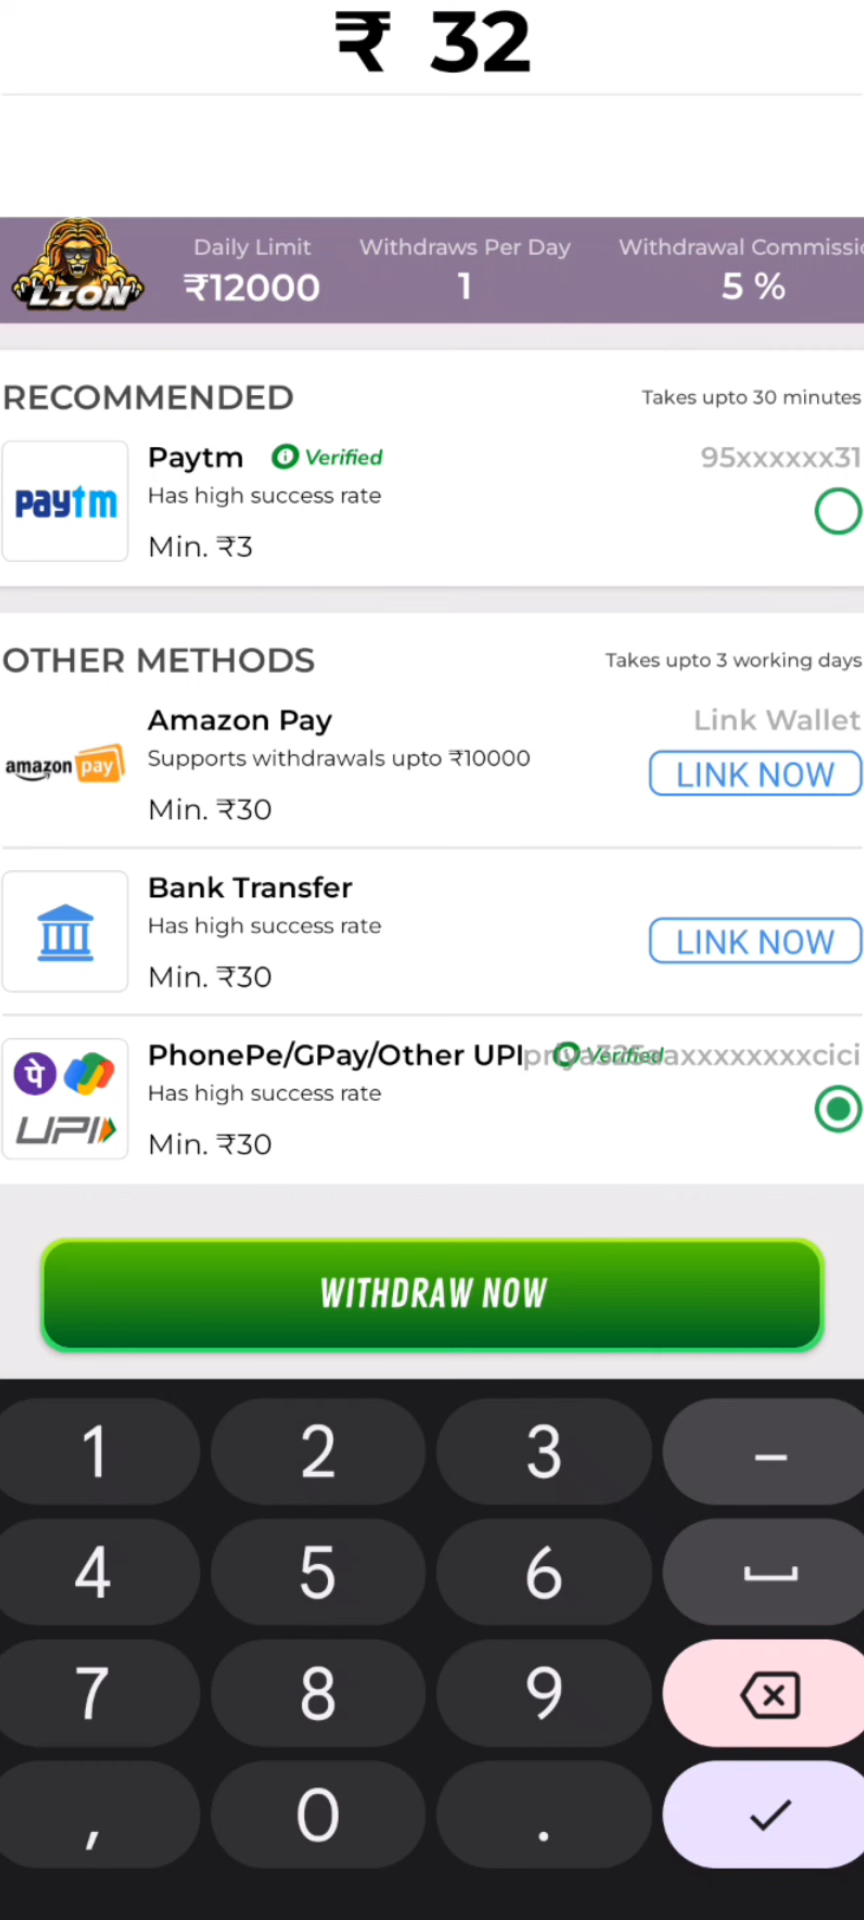 ₹ 32
Daily Limit Withdraws Per Day Withdrawal Commissio
LION ₹12000 1 5 %
RECOMMENDED Takes upto 30 minutes
Paytm Verified 95xxxxxx31
paytm Has high success rate
Min. ₹3
OTHER METHODS Takes upto 3 working days
Amazon Pay Link Wallet
amazon pay Supports withdrawals upto ₹10000 LINK NOW
Min. ₹30
Bank Transfer
Has high success rate LINK NOW
Min. ₹30
PhonePe/GPay/Other UPI Verified
पे Has high success rate
UPI Min. ₹30
WITHDRAW NOW
1 2 3 –
4 5 6
7 8 9
, 0 .